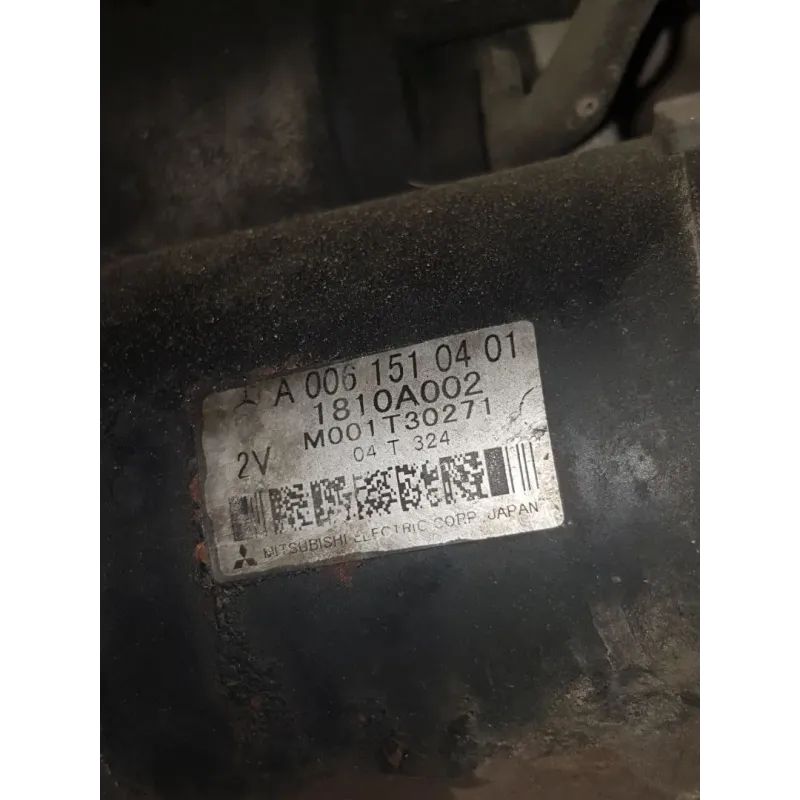 A 006 151 04 01
1810A002
M001T30271
2V
04 T 324
MITSUBISHI ELECTRIC CORP. JAPAN